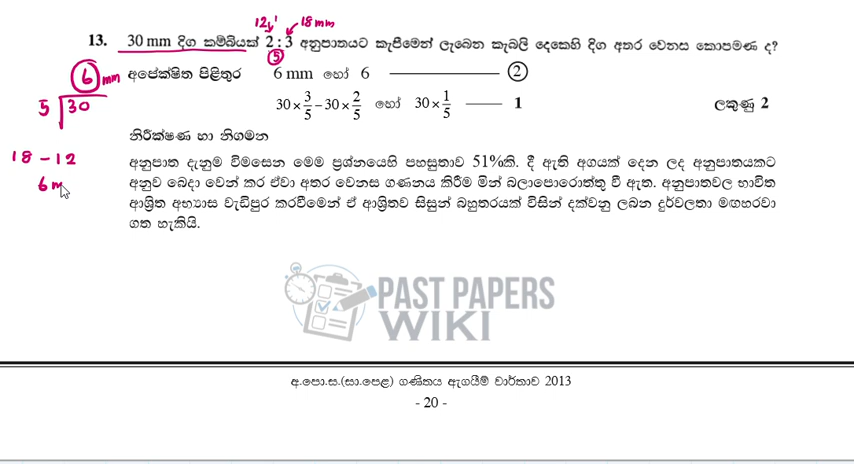 12ᴊ' 18 mm
13. 30 mm දිග කම්බියක් 2 : 3 අනුපාතයට කැපීමෙන් ලැබෙන කැබලි දෙකෙහි දිග අතර වෙනස කොපමණ ද?
5
6 mm අපේක්ෂිත පිළිතුර 6 mm හෝ 6 2
5 30 30 × 3/5 – 30 × 2/5 හෝ 30 × 1/5 1 ලකුණු 2
නිරීක්ෂණ හා නිගමන
18 – 12
6 m
අනුපාත දැනුම විමසෙන මෙම ප්‍රශ්නයෙහි පහසුතාව 51%කි. දී ඇති අගයක් දෙන ලද අනුපාතයකට
අනුව බෙදා වෙන් කර ඒවා අතර වෙනස ගණනය කිරීම මින් බලාපොරොත්තු වී ඇත. අනුපාතවල භාවිත
ආශ්‍රිත අභ්‍යාස වැඩිපුර කරවීමෙන් ඒ ආශ්‍රිතව සිසුන් බහුතරයක් විසින් දක්වනු ලබන දුර්වලතා මඟහරවා
ගත හැකියි.
PAST PAPERS
WIKI
අ.පො.ස.(සා.පෙළ) ගණිතය ඇගයීම් වාර්තාව 2013
- 20 -